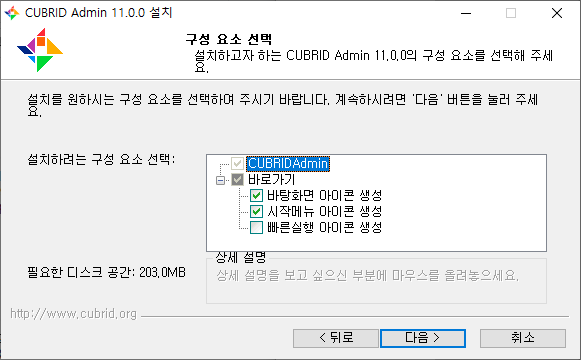 CUBRID Admin 11.0.0 설치
구성 요소 선택
설치하고자 하는 CUBRID Admin 11.0.0의 구성 요소를 선택해 주세
요.
설치를 원하시는 구성 요소를 선택하여 주시기 바랍니다. 계속하시려면 '다음' 버튼을 눌러 주세
요.
설치하려는 구성 요소 선택:
CUBRIDAdmin
바로가기
바탕화면 아이콘 생성
시작메뉴 아이콘 생성
빠른실행 아이콘 생성
상세 설명
필요한 디스크 공간: 203.0MB
상세 설명을 보고 싶으신 부분에 마우스를 올려놓으세요.
http://www.cubrid.org
< 뒤로
다음 >
취소